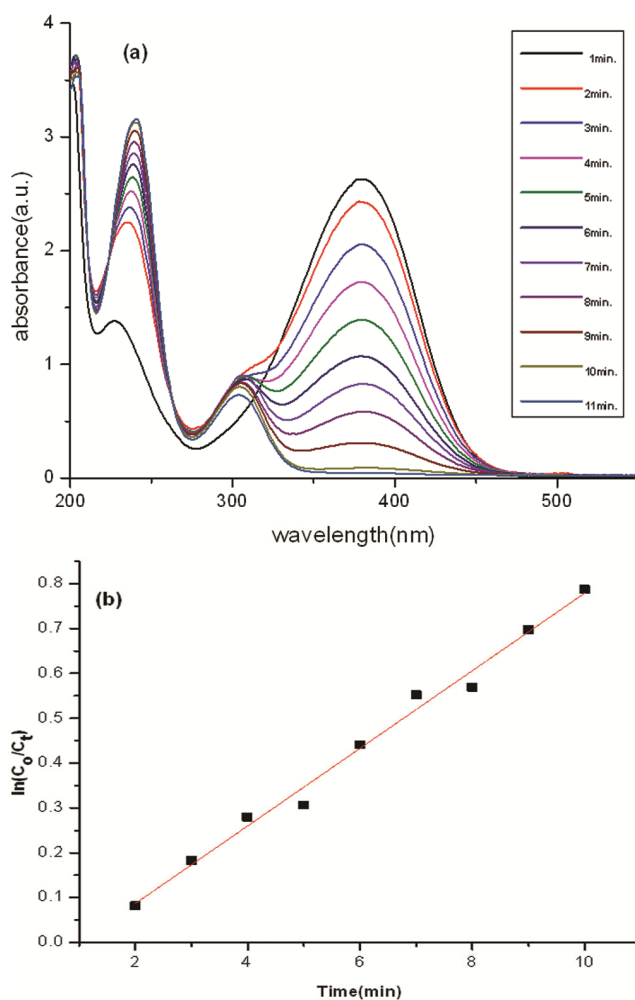 (a)
4
3
2
1
0
absorbance(a.u.)
200
300
400
500
wavelength(nm)
1min.
2min.
3min.
4min.
5min.
6min.
7min.
8min.
9min.
10min.
11min.
(b)
0.8
0.7
0.6
0.5
0.4
0.3
0.2
0.1
0.0
ln(Co/Ct)
2
4
6
8
10
Time(min)